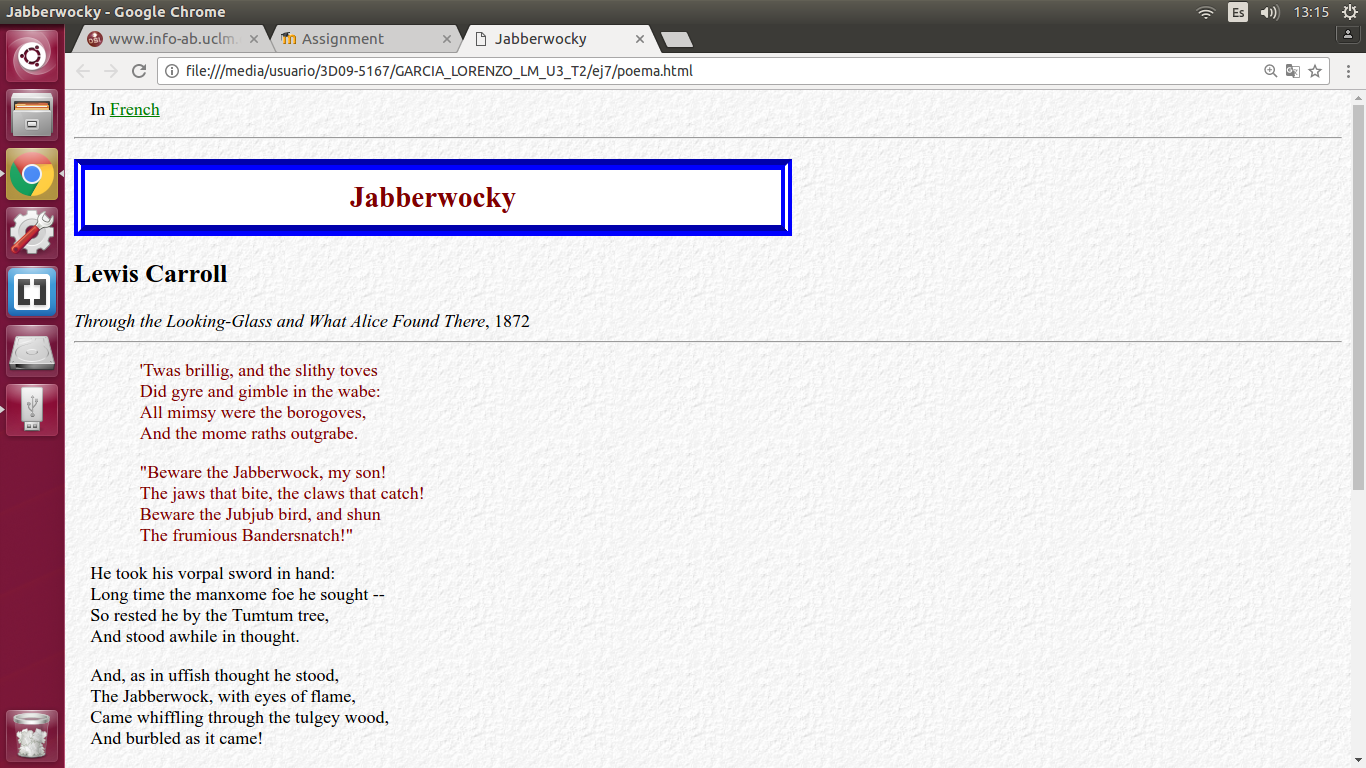 Jabberwocky - Google Chrome
Es
13:15
www.info-ab.uclm.
Assignment
Jabberwocky
file:///media/usuario/3D09-5167/GARCIA_LORENZO_LM_U3_T2/ej7/poema.html
In French
Jabberwocky
Lewis Carroll
Through the Looking-Glass and What Alice Found There, 1872
'Twas brillig, and the slithy toves
Did gyre and gimble in the wabe:
All mimsy were the borogoves,
And the mome raths outgrabe.
"Beware the Jabberwock, my son!
The jaws that bite, the claws that catch!
Beware the Jubjub bird, and shun
The frumious Bandersnatch!"
He took his vorpal sword in hand:
Long time the manxome foe he sought --
So rested he by the Tumtum tree,
And stood awhile in thought.
And, as in uffish thought he stood,
The Jabberwock, with eyes of flame,
Came whiffling through the tulgey wood,
And burbled as it came!